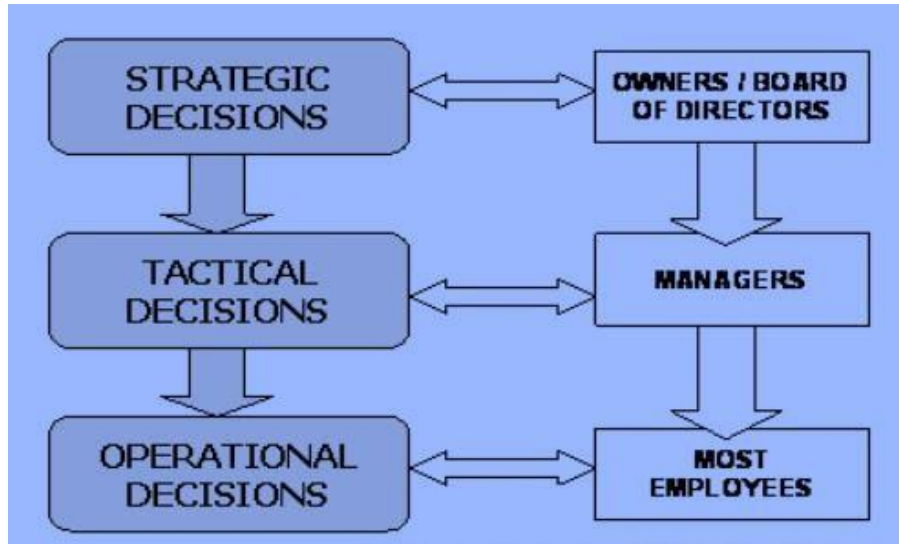 STRATEGIC
DECISIONS
OWNERS / BOARD
OF DIRECTORS
TACTICAL
DECISIONS
MANAGERS
OPERATIONAL
DECISIONS
MOST
EMPLOYEES